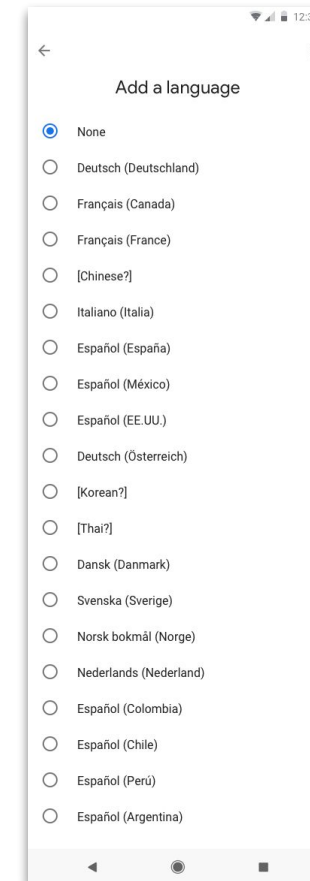 12:3
Add a language
None
Deutsch (Deutschland)
Français (Canada)
Français (France)
[Chinese?]
Italiano (Italia)
Español (España)
Español (México)
Español (EE.UU.)
Deutsch (Österreich)
[Korean?]
[Thai?]
Dansk (Danmark)
Svenska (Sverige)
Norsk bokmål (Norge)
Nederlands (Nederland)
Español (Colombia)
Español (Chile)
Español (Perú)
Español (Argentina)